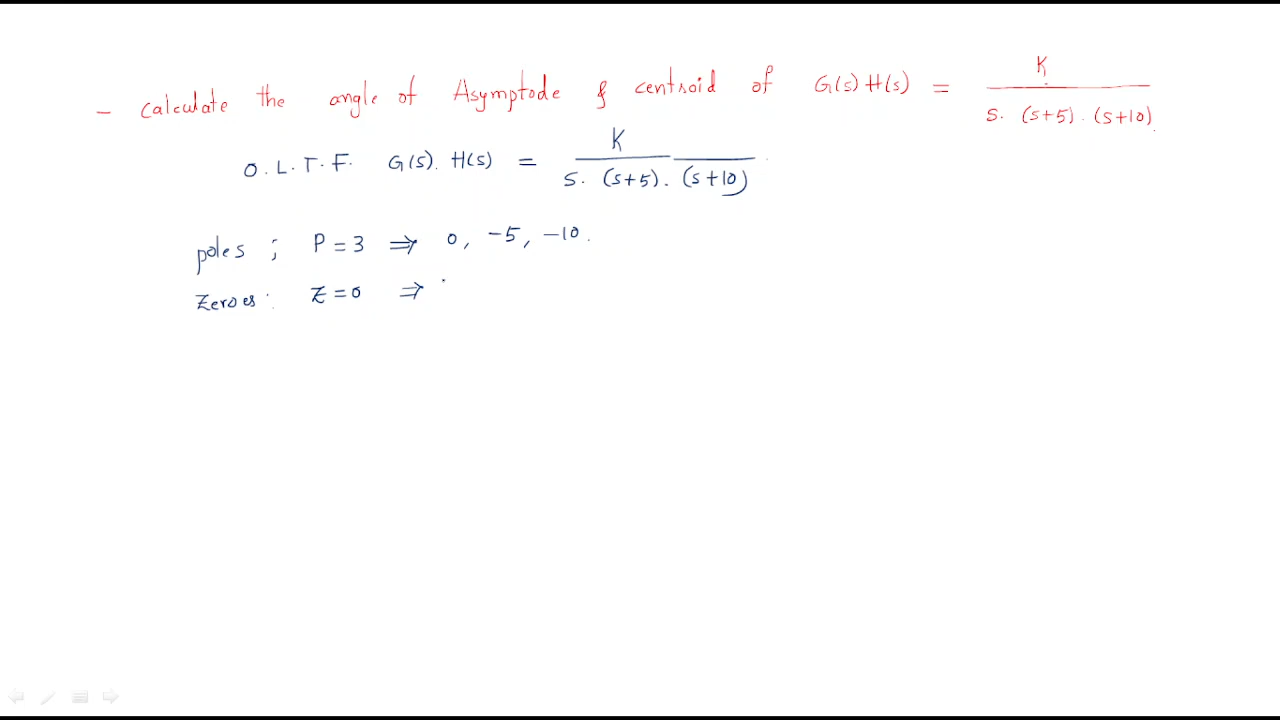 - Calculate the angle of Asymptode & centroid of G(s) H(s) = K / s. (s+5). (s+10).
O.L.T.F. G(s). H(s) = K / s. (s+5). (s+10)
poles ; P = 3 ⇒ 0, -5, -10.
Zeroes: Z = 0 ⇒